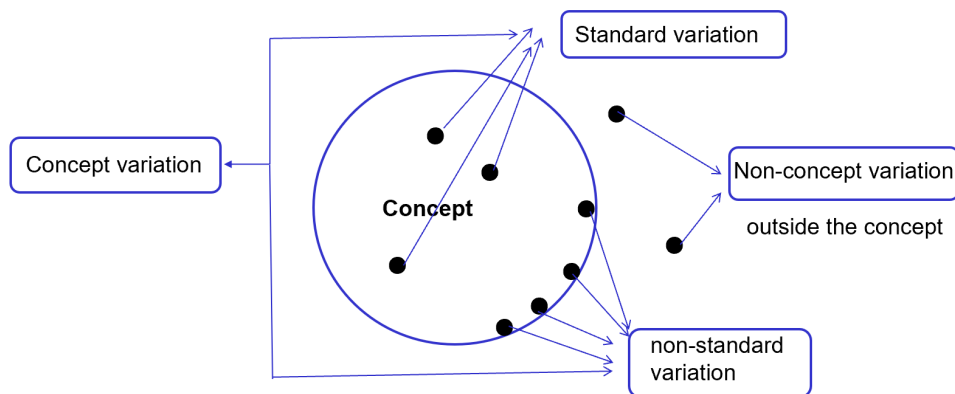 Standard variation
Concept variation
Non-concept variation
Concept
outside the concept
non-standard
variation